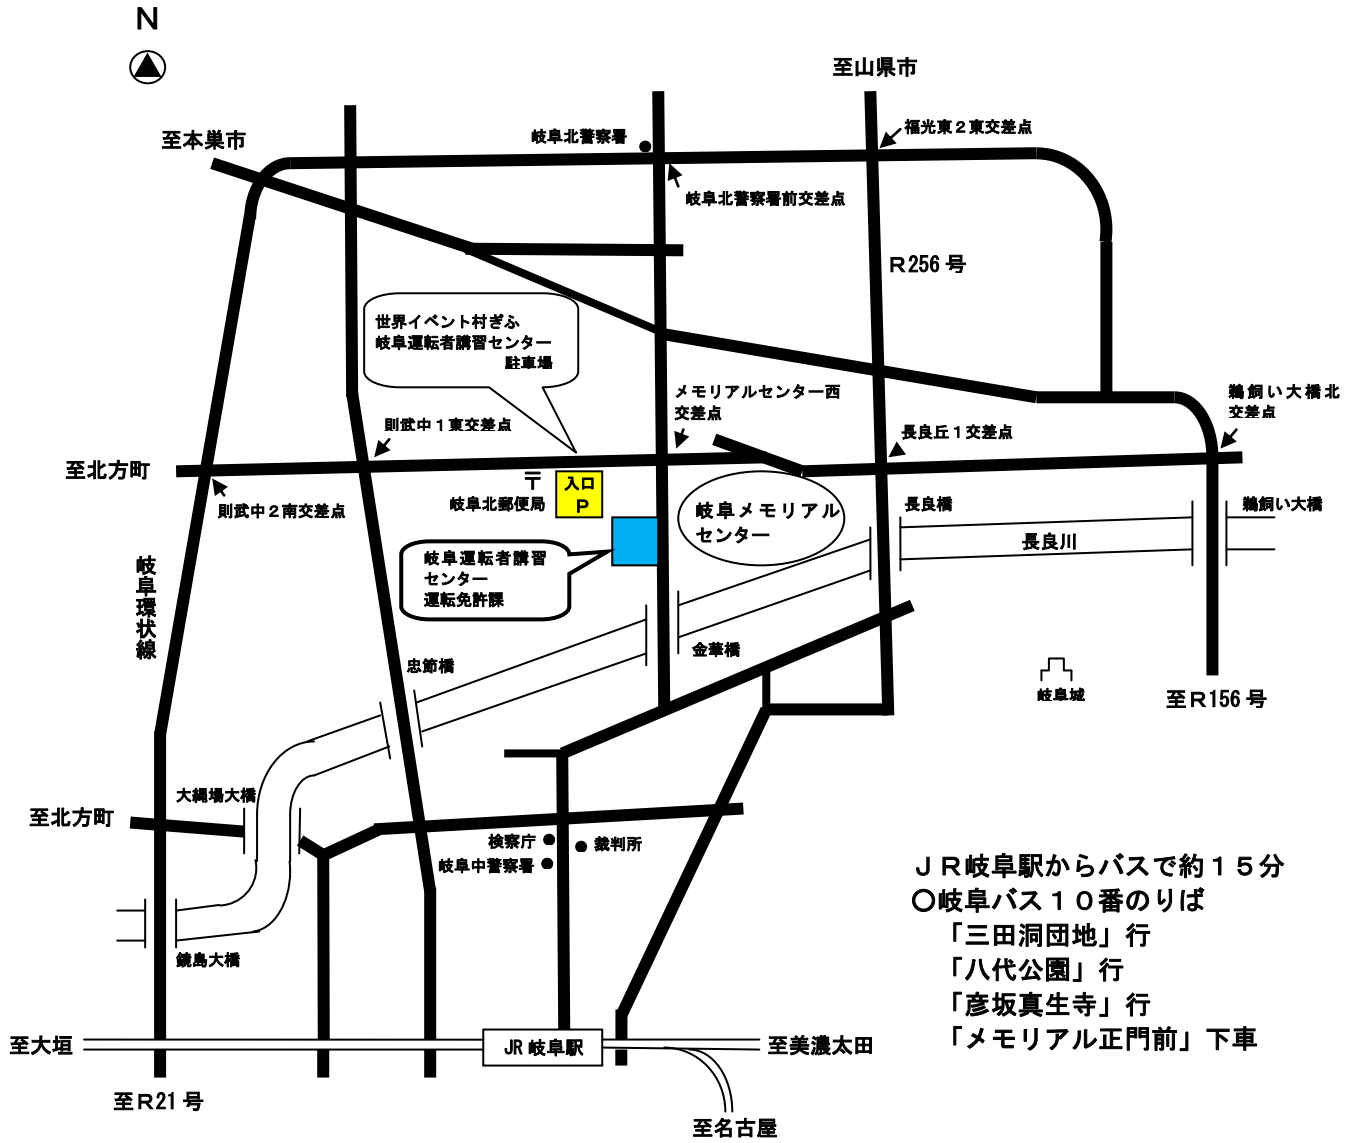 Ｎ
至山県市
至本巣市
岐阜北警察署
福光東２東交差点
岐阜北警察署前交差点
Ｒ256 号
世界イベント村ぎふ
岐阜運転者講習センター
駐車場
メモリアルセンター西
交差点
鵜飼い大橋北
交差点
則武中１東交差点
長良丘１交差点
至北方町
〒
入口
Ｐ
岐阜北郵便局
則武中２南交差点
岐阜メモリアル
センター
長良橋
鵜飼い大橋
長良川
岐阜運転者講習
センター
運転免許課
岐阜環状線
金華橋
忠節橋
岐阜城
至Ｒ156 号
大縄場大橋
至北方町
検察庁
裁判所
岐阜中警察署
ＪＲ岐阜駅からバスで約１５分
○岐阜バス１０番のりば
「三田洞団地」行
「八代公園」行
「彦坂真生寺」行
「メモリアル正門前」下車
鏡島大橋
至大垣
JR 岐阜駅
至美濃太田
至Ｒ21 号
至名古屋